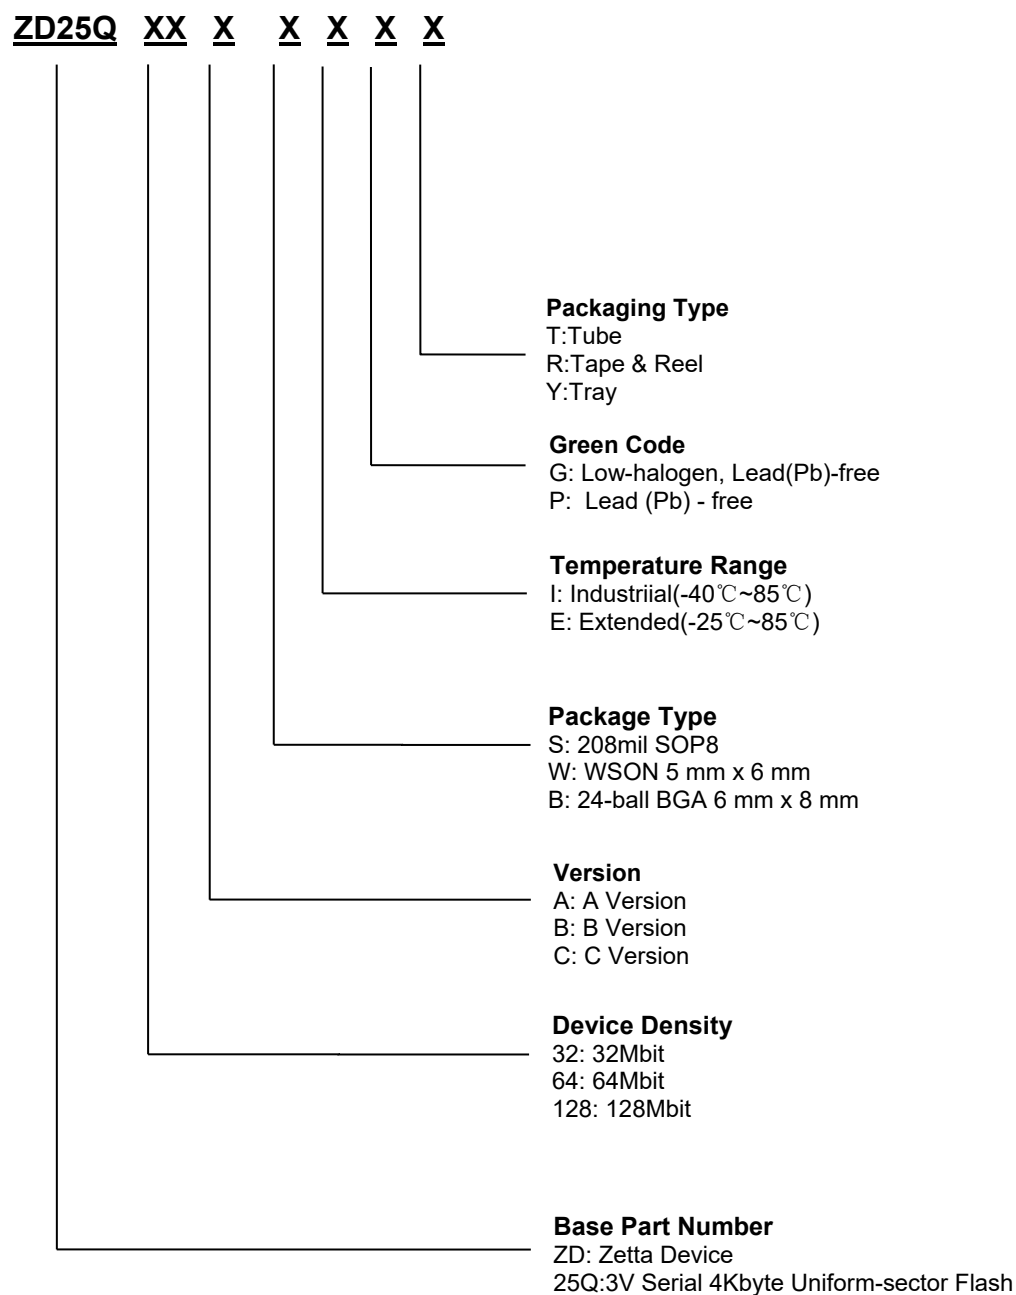 ZD25Q XX X X X X X
Packaging Type
T:Tube
R:Tape & Reel
Y:Tray
Green Code
G: Low-halogen, Lead(Pb)-free
P: Lead (Pb) - free
Temperature Range
I: Industriial(-40℃~85℃)
E: Extended(-25℃~85℃)
Package Type
S: 208mil SOP8
W: WSON 5 mm x 6 mm
B: 24-ball BGA 6 mm x 8 mm
Version
A: A Version
B: B Version
C: C Version
Device Density
32: 32Mbit
64: 64Mbit
128: 128Mbit
Base Part Number
ZD: Zetta Device
25Q:3V Serial 4Kbyte Uniform-sector Flash